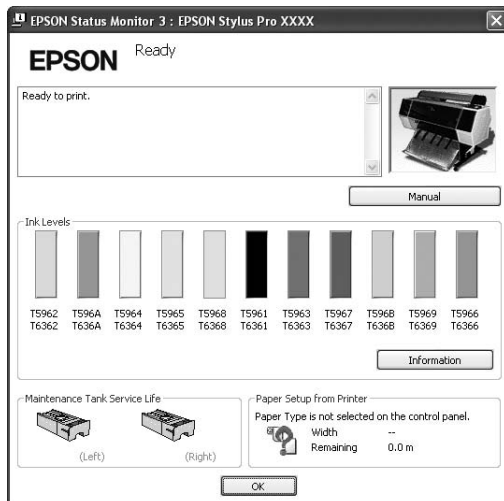 EPSON Status Monitor 3 : EPSON Stylus Pro XXXX
EPSON
Ready
Ready to print.
Manual
Ink Levels
T5962 T596A T5964 T5965 T5968 T5961 T5963 T5967 T596B T5969 T5966
T6362 T636A T6364 T6365 T6368 T6361 T6363 T6367 T636B T6369 T6366
Information
Maintenance Tank Service Life
(Left) (Right)
Paper Setup from Printer
Paper Type is not selected on the control panel.
Width --
Remaining 0.0 m
OK